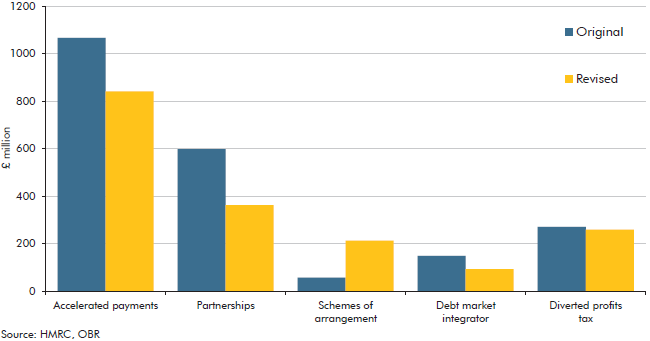 1200
1000
800
600
400
200
0
£ million
Original
Revised
Accelerated payments
Partnerships
Schemes of
arrangement
Debt market
integrator
Diverted profits
tax
Source: HMRC, OBR